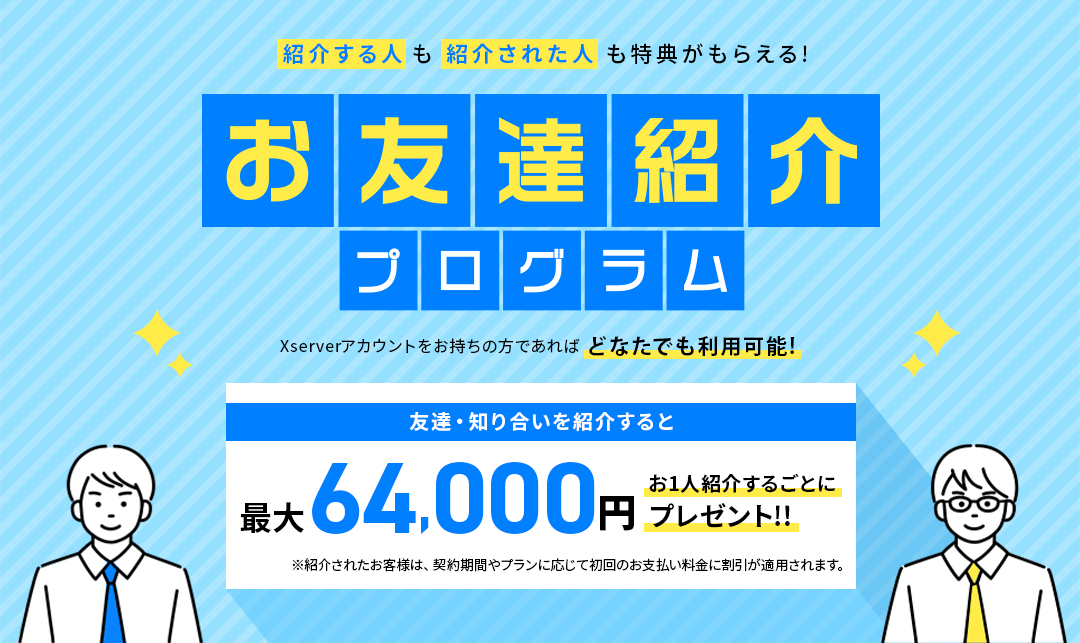 紹介する人 も 紹介された人 も特典がもらえる!
お友達紹介
プログラム
Xserverアカウントをお持ちの方であれば どなたでも利用可能!
友達・知り合いを紹介すると
最大64,000円
お1人紹介するごとに
プレゼント!!
※紹介されたお客様は、契約期間やプランに応じて初回のお支払い料金に割引が適用されます。